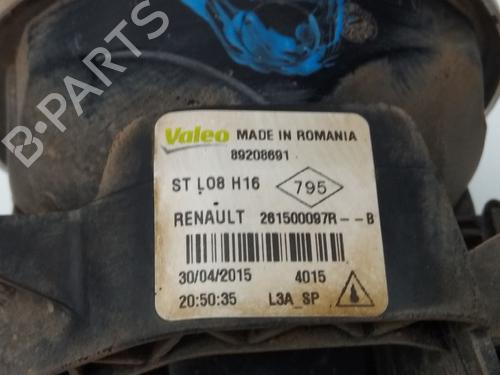 B-PARTS
Valeo MADE IN ROMANIA
89208691
ST L08 H16 795
RENAULT 261500097R--B
30/04/2015 4015
20:50:35 L3A_SP